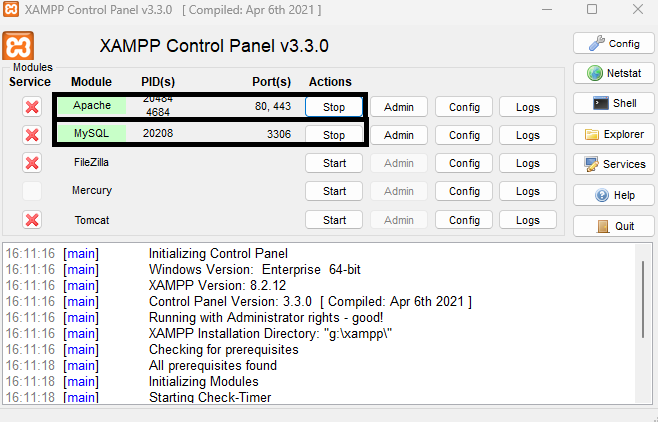 XAMPP Control Panel v3.3.0 [ Compiled: Apr 6th 2021 ]
XAMPP Control Panel v3.3.0
Config
Modules
Service Module PID(s) Port(s) Actions
Netstat
Apache 20484 4684 80, 443 Stop Admin Config Logs
Shell
MySQL 20208 3306 Stop Admin Config Logs
Explorer
FileZilla Start Admin Config Logs
Services
Mercury Start Admin Config Logs
Help
Tomcat Start Admin Config Logs
Quit
16:11:16 [main] Initializing Control Panel
16:11:16 [main] Windows Version: Enterprise 64-bit
16:11:16 [main] XAMPP Version: 8.2.12
16:11:16 [main] Control Panel Version: 3.3.0 [ Compiled: Apr 6th 2021 ]
16:11:16 [main] Running with Administrator rights - good!
16:11:16 [main] XAMPP Installation Directory: "g:\xampp\"
16:11:16 [main] Checking for prerequisites
16:11:18 [main] All prerequisites found
16:11:18 [main] Initializing Modules
16:11:18 [main] Starting Check-Timer